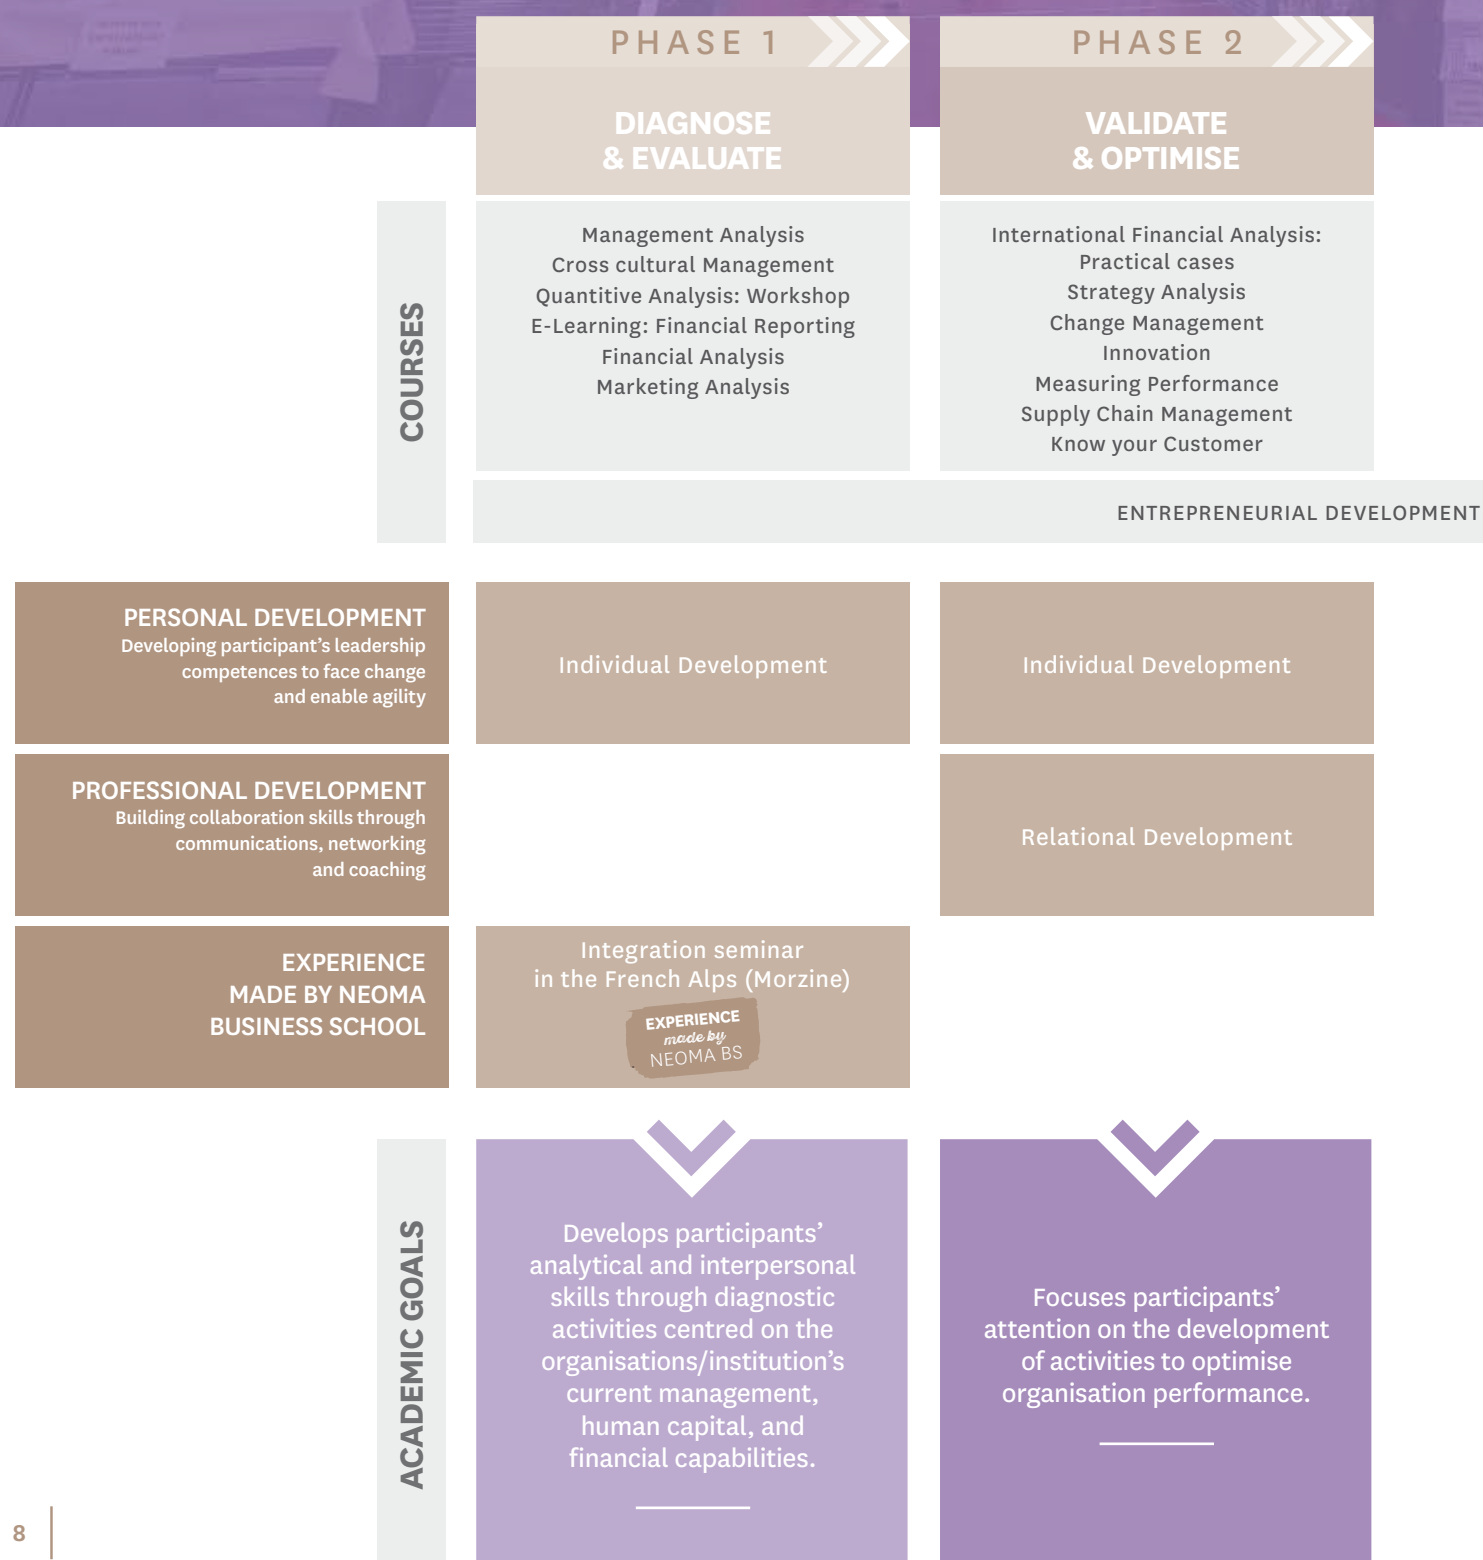 PHASE 1
DIAGNOSE
& EVALUATE
PHASE 2
VALIDATE
& OPTIMISE
COURSES
Management Analysis
Cross cultural Management
Quantitive Analysis: Workshop
E-Learning: Financial Reporting
Financial Analysis
Marketing Analysis
International Financial Analysis:
Practical cases
Strategy Analysis
Change Management
Innovation
Measuring Performance
Supply Chain Management
Know your Customer
ENTREPRENEURIAL DEVELOPMENT
PERSONAL DEVELOPMENT
Developing participant’s leadership
competences to face change
and enable agility
Individual Development
Individual Development
PROFESSIONAL DEVELOPMENT
Building collaboration skills through
communications, networking
and coaching
Relational Development
EXPERIENCE
MADE BY NEOMA
BUSINESS SCHOOL
Integration seminar
in the French Alps (Morzine)
EXPERIENCE
made by
NEOMA BS
ACADEMIC GOALS
Develops participants’
analytical and interpersonal
skills through diagnostic
activities centred on the
organisations/institution’s
current management,
human capital, and
financial capabilities.
Focuses participants’
attention on the development
of activities to optimise
organisation performance.
8